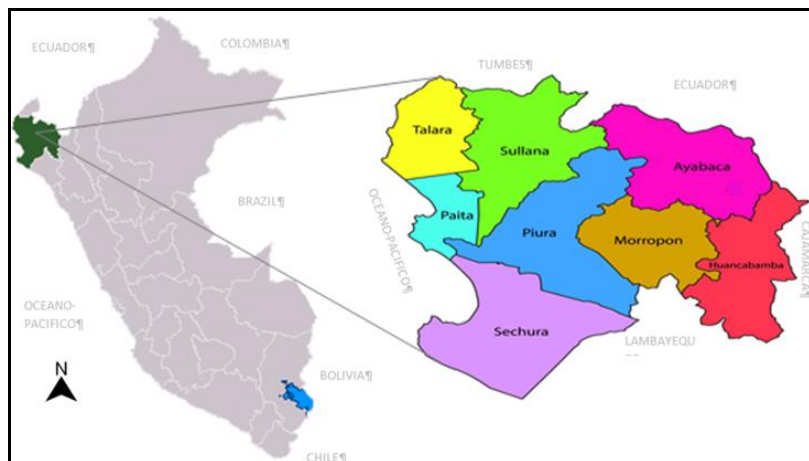 ECUADOR¶
COLOMBIA¶
BRAZIL¶
OCEANO-
PACIFICO¶
N
BOLIVIA¶
CHILE¶
TUMBES¶
ECUADOR¶
Talara
Sullana
Ayabaca
OCEANO-PACIFICO¶
Paita
Piura
Morropon
Huancabamba
CAJAMARCA¶
Sechura
LAMBAYEQU